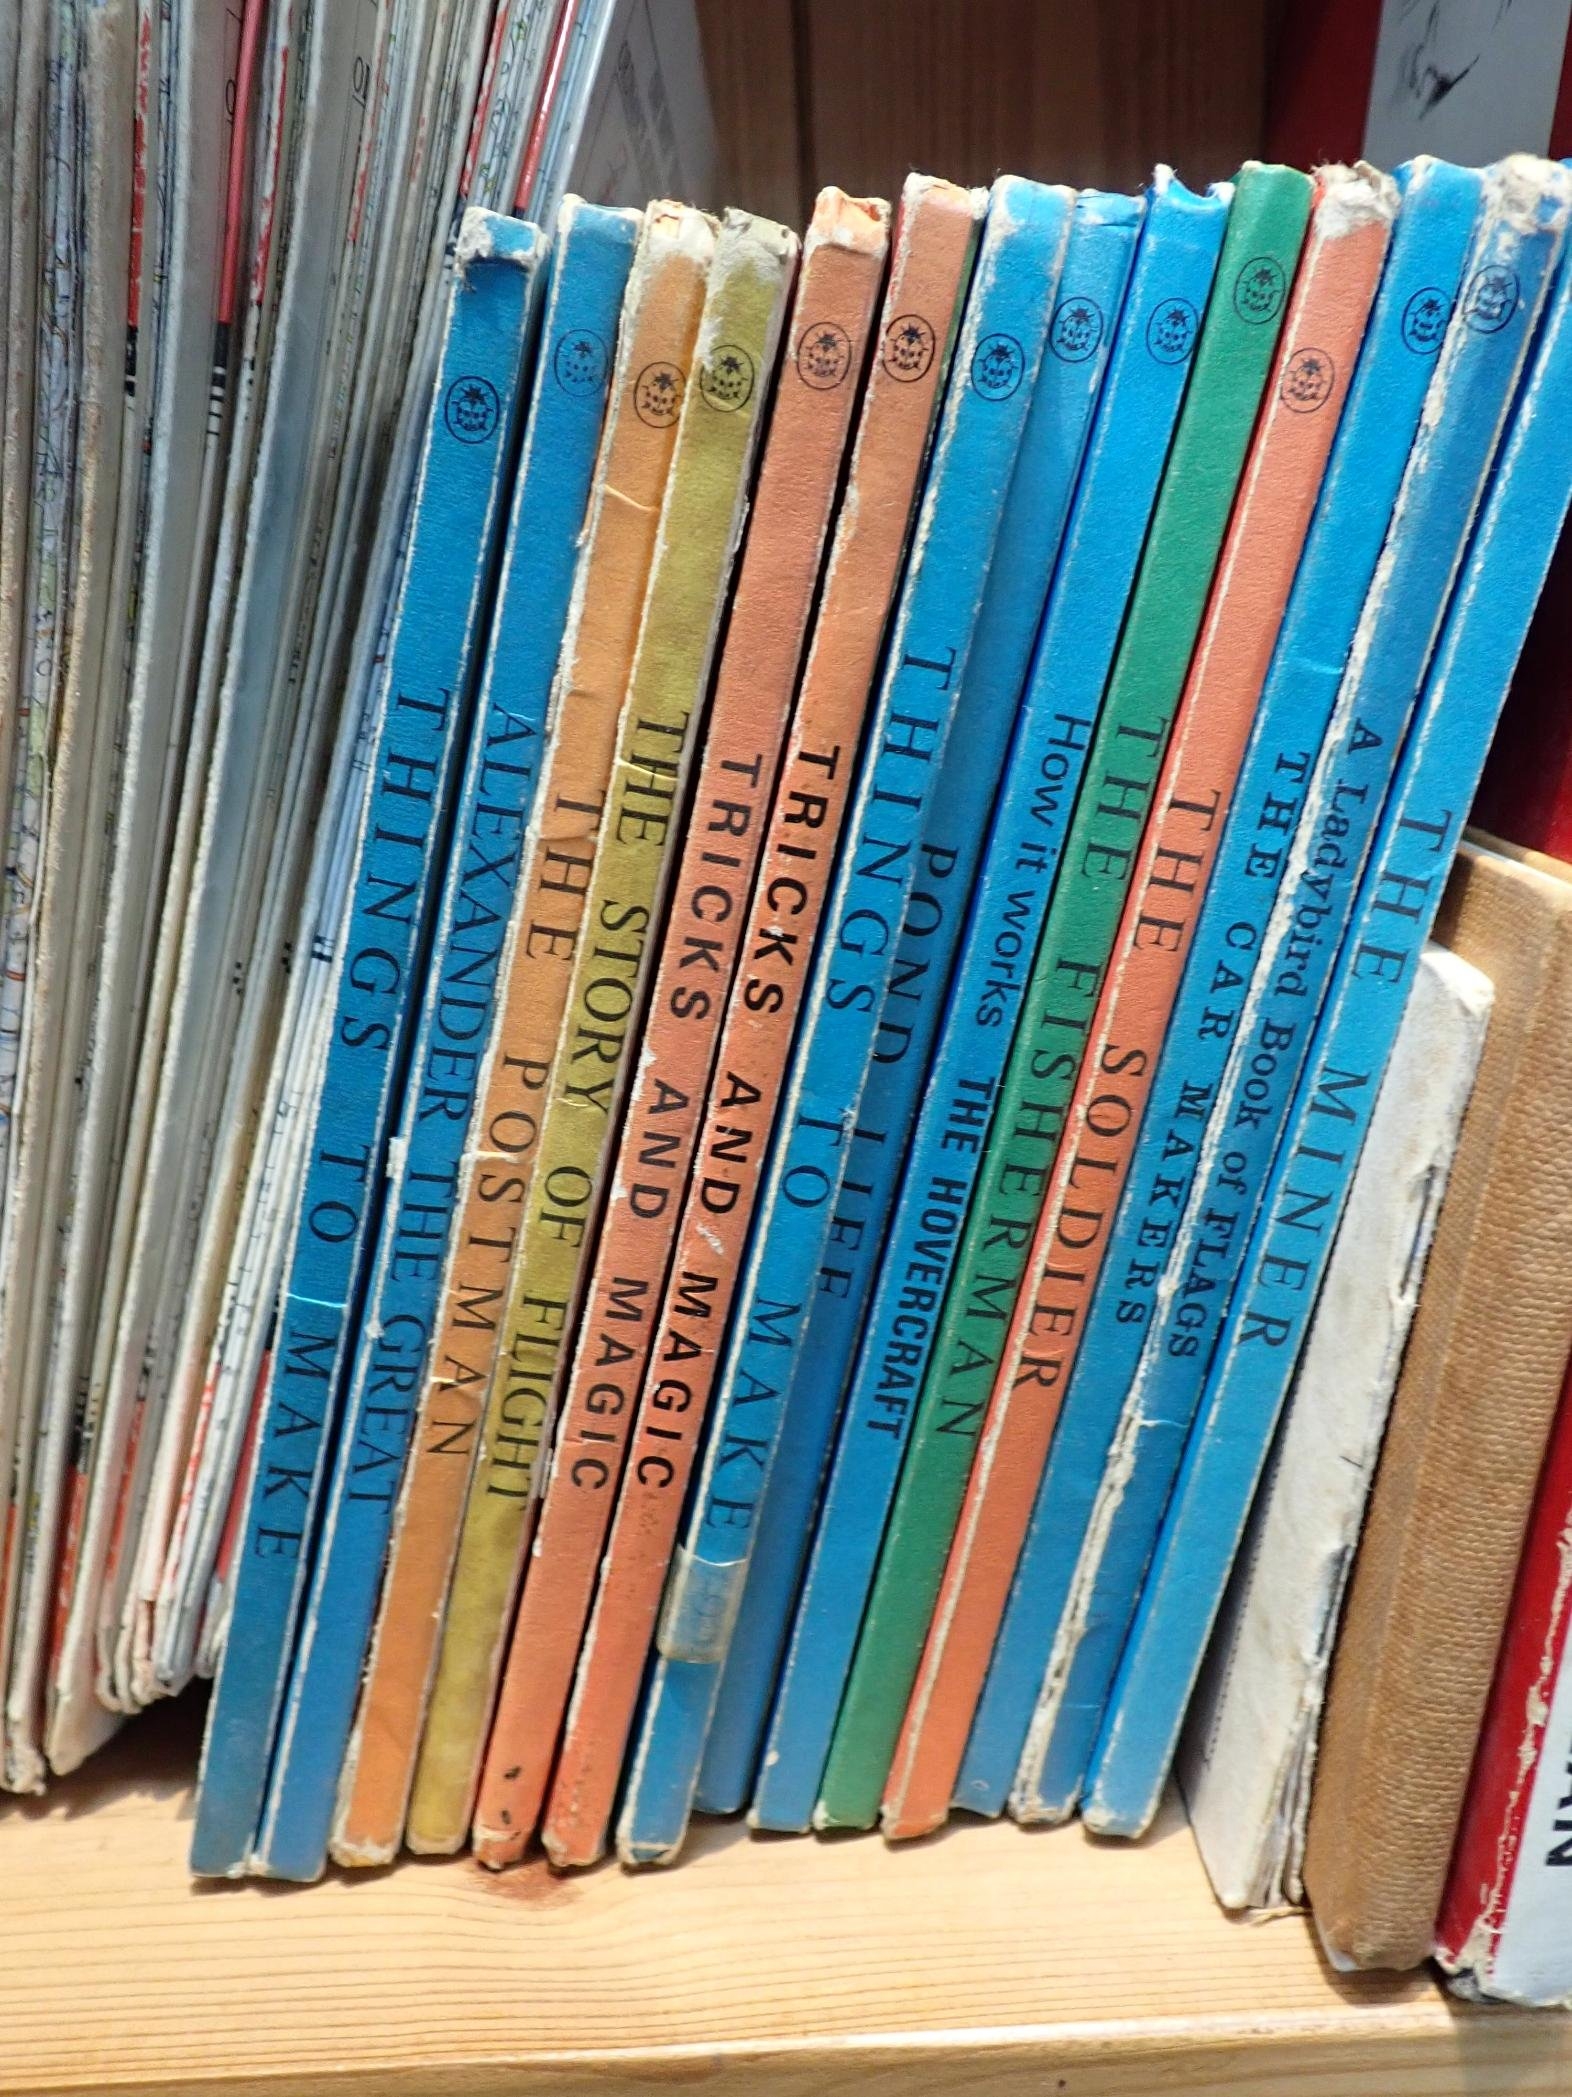 THINGS TO MAKE
ALEXANDER THE GREAT
THE POSTMAN
THE STORY OF FLIGHT
TRICKS AND MAGIC
TRICKS AND MAGIC
THINGS TO MAKE
POND LIFE
How it works THE HOVERCRAFT
THE FISHERMAN
THE SOLDIER
THE CAR MAKERS
A Ladybird Book of FLAGS
THE MINER